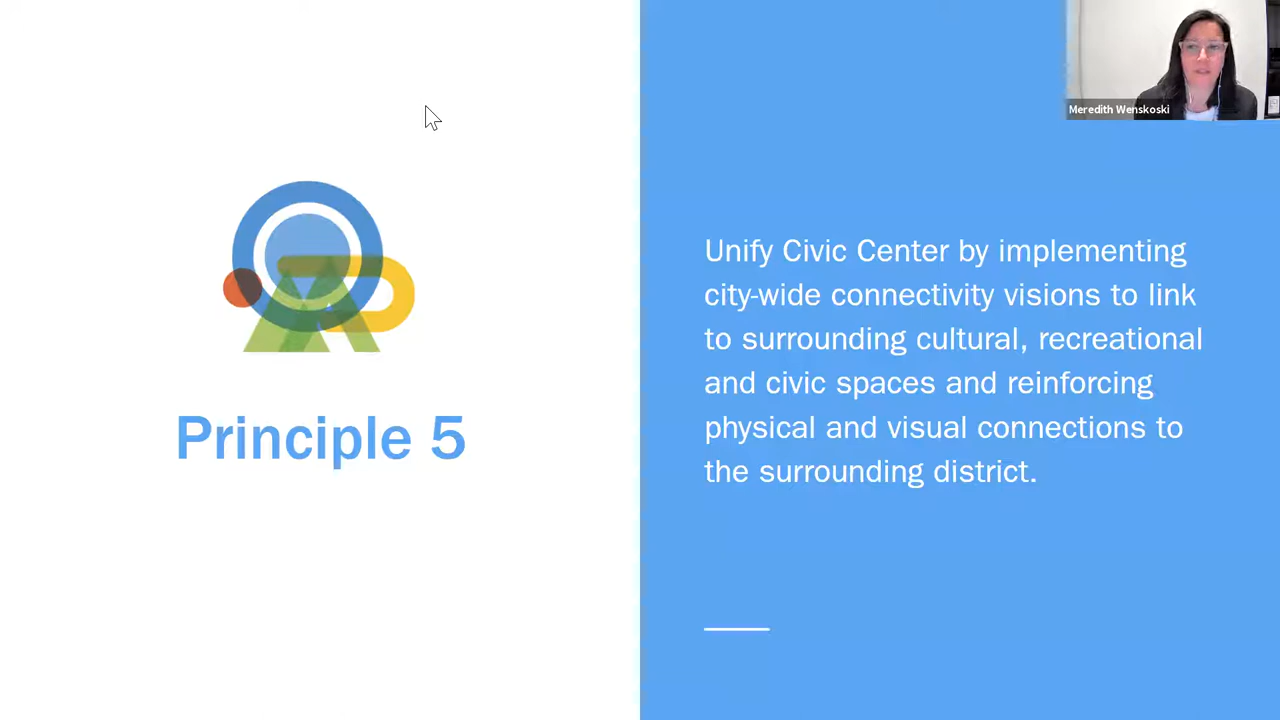 Meredith Wenskoski
Principle 5
Unify Civic Center by implementing
city-wide connectivity visions to link
to surrounding cultural, recreational
and civic spaces and reinforcing
physical and visual connections to
the surrounding district.